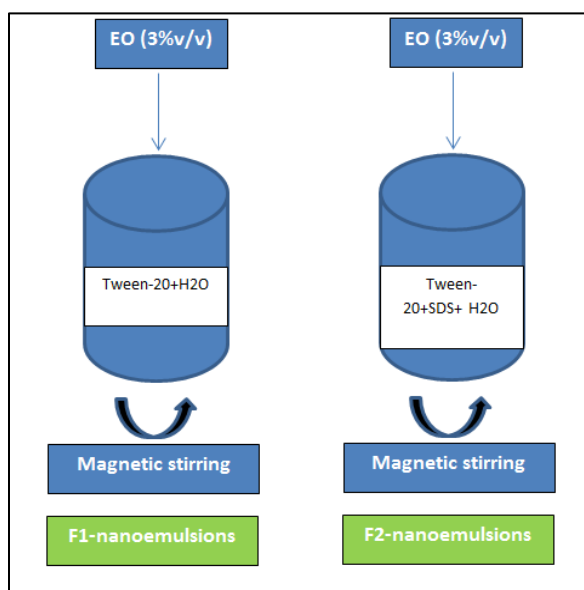 EO (3%v/v)
Tween-20+H2O
Magnetic stirring
F1-nanoemulsions
EO (3%v/v)
Tween-
20+SDS+ H2O
Magnetic stirring
F2-nanoemulsions